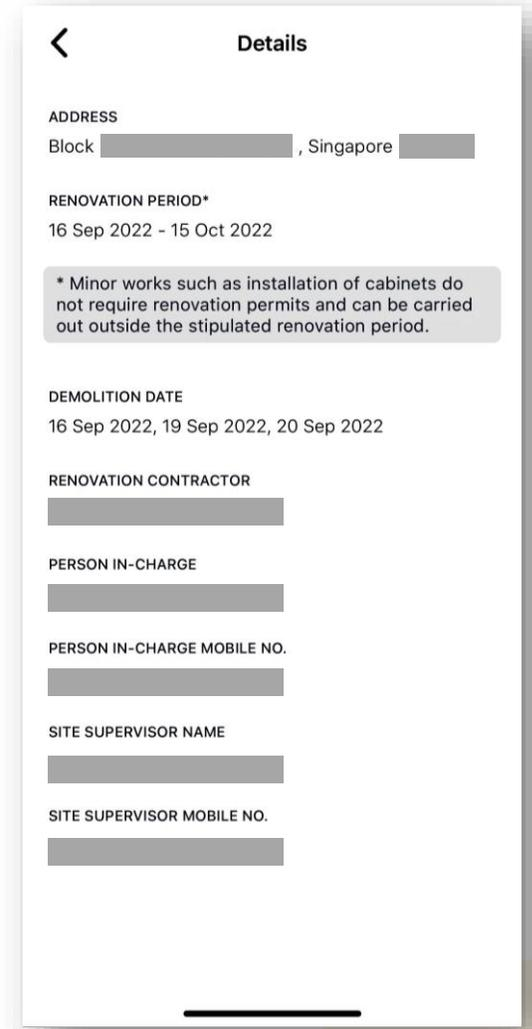 Details
ADDRESS
Block , Singapore
RENOVATION PERIOD*
16 Sep 2022 - 15 Oct 2022
* Minor works such as installation of cabinets do
not require renovation permits and can be carried
out outside the stipulated renovation period.
DEMOLITION DATE
16 Sep 2022, 19 Sep 2022, 20 Sep 2022
RENOVATION CONTRACTOR
PERSON IN-CHARGE
PERSON IN-CHARGE MOBILE NO.
SITE SUPERVISOR NAME
SITE SUPERVISOR MOBILE NO.